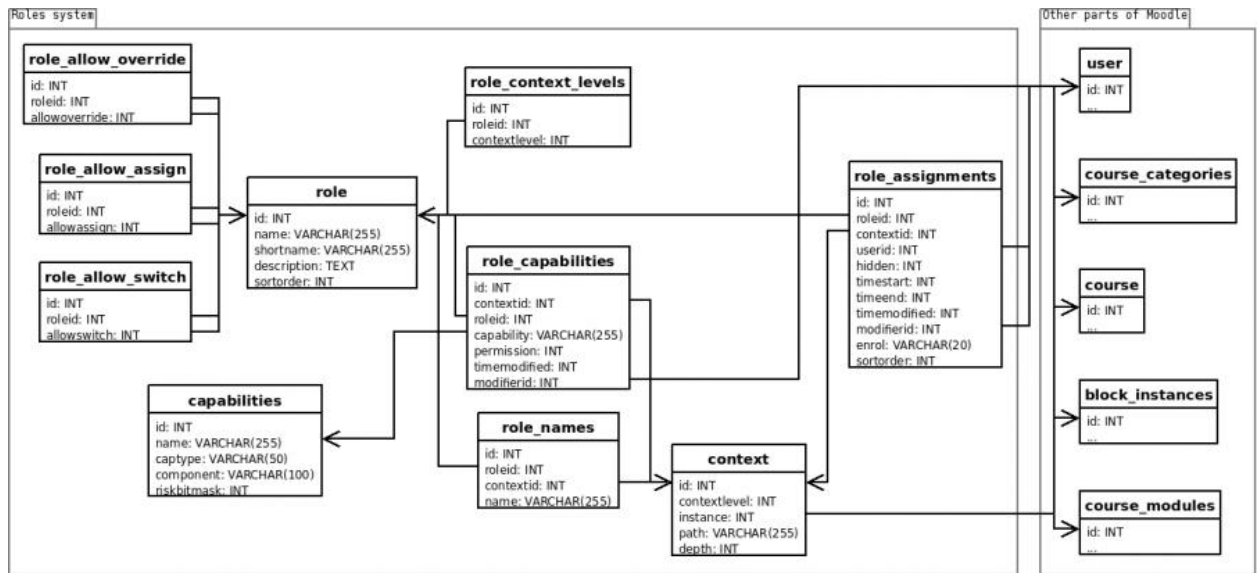 Roles system
role_allow_override
id: INT
roleid: INT
allowoverride: INT
role_allow_assign
id: INT
roleid: INT
allowassign: INT
role_allow_switch
id: INT
roleid: INT
allowswitch: INT
role
id: INT
name: VARCHAR(255)
shortname: VARCHAR(255)
description: TEXT
sortorder: INT
capabilities
id: INT
name: VARCHAR(255)
captype: VARCHAR(50)
component: VARCHAR(100)
riskbitmask: INT
role_context_levels
id: INT
roleid: INT
contextlevel: INT
role_capabilities
id: INT
contextid: INT
roleid: INT
capability: VARCHAR(255)
permission: INT
timemodified: INT
modifierid: INT
role_names
id: INT
roleid: INT
contextid: INT
name: VARCHAR(255)
context
id: INT
contextlevel: INT
instance: INT
path: VARCHAR(255)
depth: INT
role_assignments
id: INT
roleid: INT
contextid: INT
userid: INT
hidden: INT
timestart: INT
timeend: INT
timemodified: INT
modifierid: INT
enrol: VARCHAR(20)
sortorder: INT
Other parts of Moodle
user
id: INT
...
course_categories
id: INT
...
course
id: INT
...
block_instances
id: INT
...
course_modules
id: INT
...